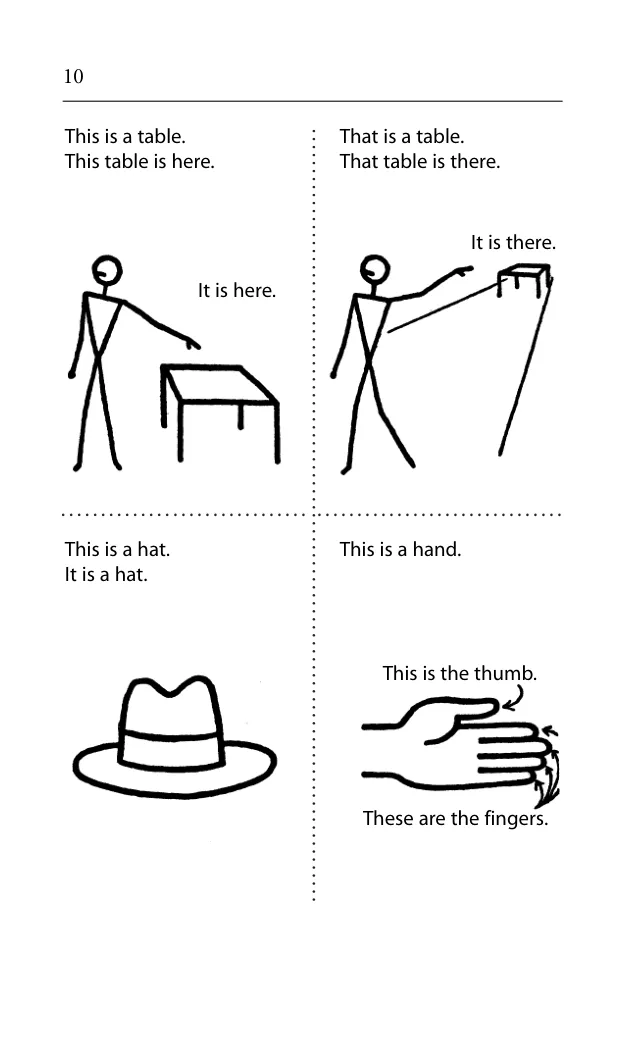 10
This is a table.
This table is here.
It is here.
That is a table.
That table is there.
It is there.
This is a hat.
It is a hat.
This is a hand.
This is the thumb.
These are the fingers.